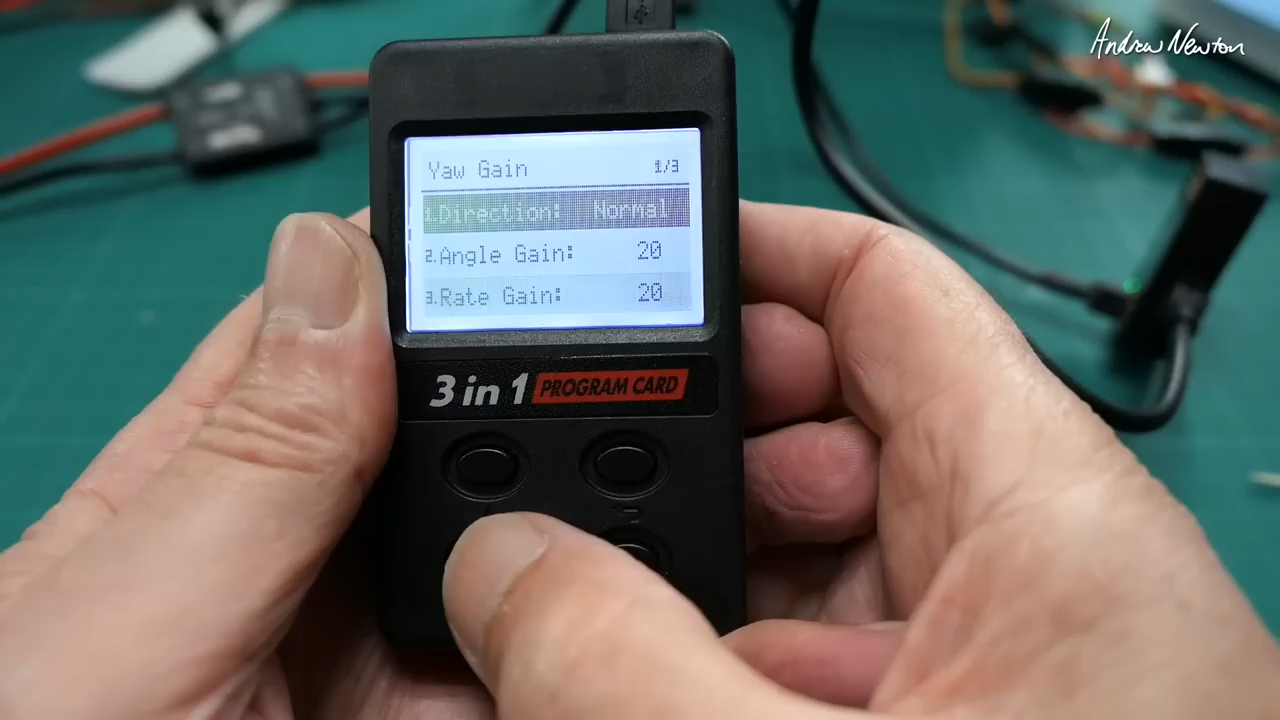 Andrew Newton
Yaw Gain 1/3
1.Direction: Normal
2.Angle Gain: 20
3.Rate Gain: 20
3 in 1 PROGRAM CARD